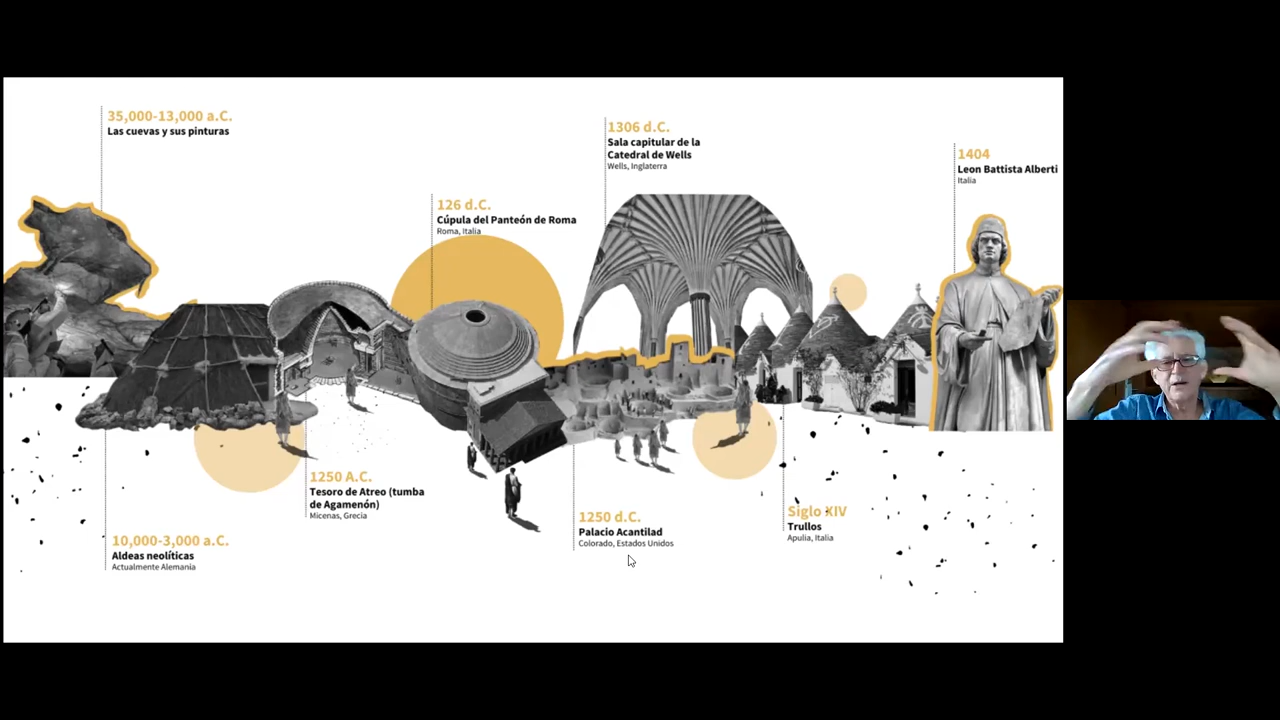 35,000-13,000 a.C.
Las cuevas y sus pinturas
126 d.C.
Cúpula del Panteón de Roma
Roma, Italia
1306 d.C.
Sala capitular de la
Catedral de Wells
Wells, Inglaterra
1404
Leon Battista Alberti
Italia
10,000-3,000 a.C.
Aldeas neolíticas
Actualmente Alemania
1250 A.C.
Tesoro de Atreo (tumba
de Agamenón)
Micenas, Grecia
1250 d.C.
Palacio Acantilad
Colorado, Estados Unidos
Siglo XIV
Trullos
Apulia, Italia